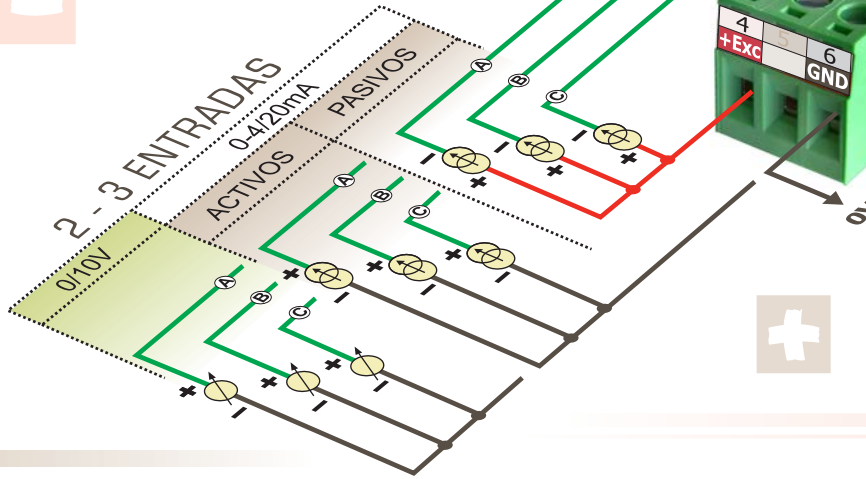 2 - 3 ENTRADAS
0-4/20mA
PASIVOS
ACTIVOS
0/10V
A
B
C
A
B
C
A
B
C
4
5
6
+Exc
GND